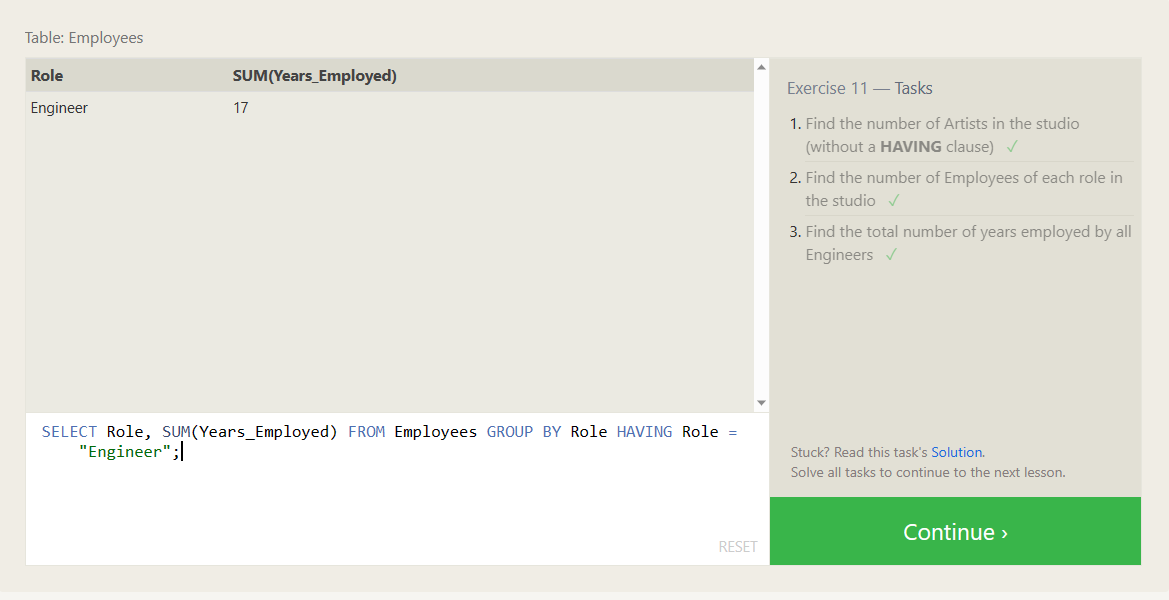 Table: Employees
Role SUM(Years_Employed)
Engineer 17
SELECT Role, SUM(Years_Employed) FROM Employees GROUP BY Role HAVING Role =
"Engineer";
RESET
Exercise 11 — Tasks
1. Find the number of Artists in the studio
(without a HAVING clause) ✓
2. Find the number of Employees of each role in
the studio ✓
3. Find the total number of years employed by all
Engineers ✓
Stuck? Read this task's Solution.
Solve all tasks to continue to the next lesson.
Continue ›